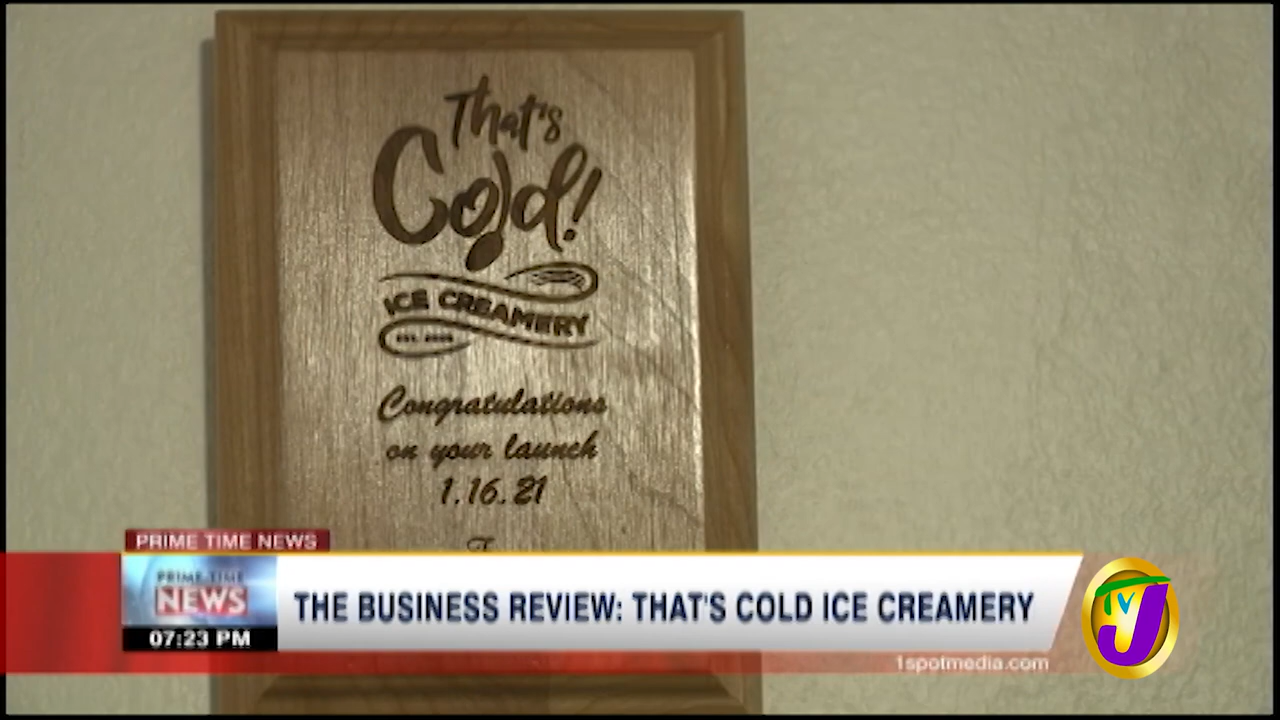 That's
Cold!
ICE CREAMERY
Congratulations
on your launch
1.16.21
PRIME TIME NEWS
PRIME TIME
NEWS
07:23 PM
THE BUSINESS REVIEW: THAT'S COLD ICE CREAMERY
TVJ
1spotmedia.com